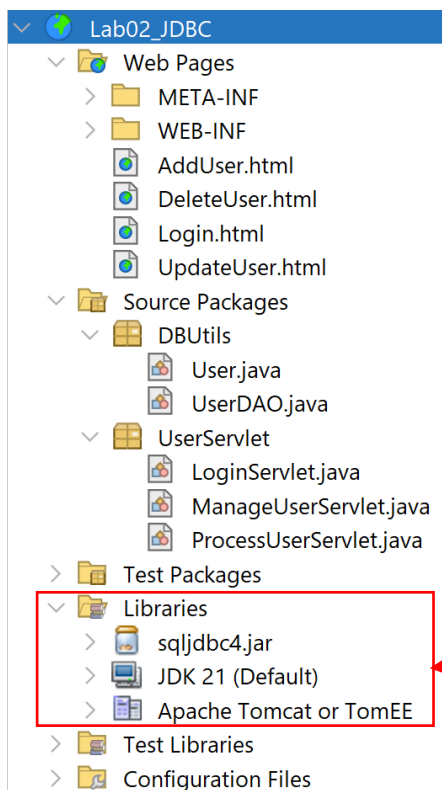 Lab02_JDBC
Web Pages
META-INF
WEB-INF
AddUser.html
DeleteUser.html
Login.html
UpdateUser.html
Source Packages
DBUtils
User.java
UserDAO.java
UserServlet
LoginServlet.java
ManageUserServlet.java
ProcessUserServlet.java
Test Packages
Libraries
sqljdbc4.jar
JDK 21 (Default)
Apache Tomcat or TomEE
Test Libraries
Configuration Files